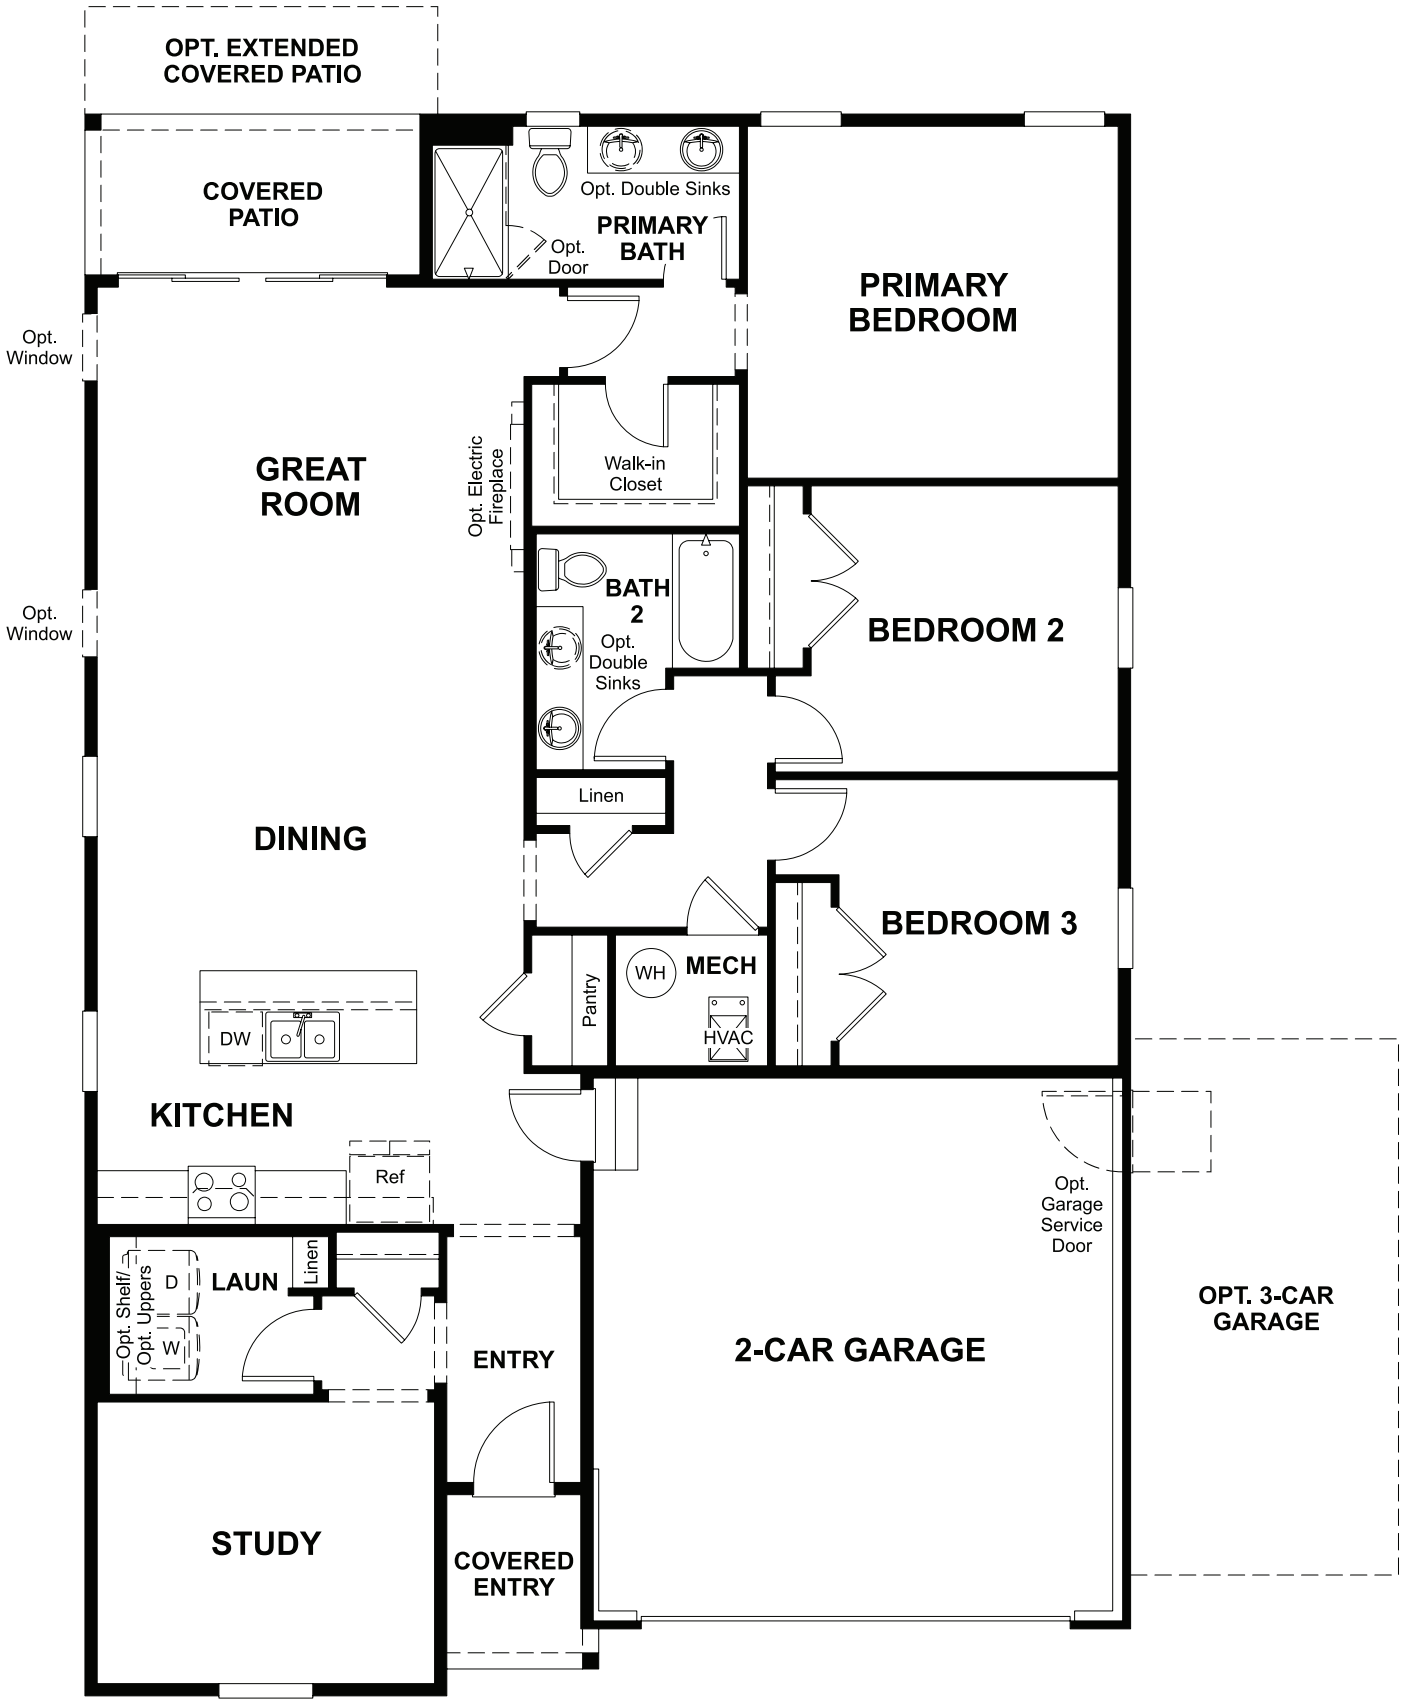 OPT. EXTENDED
COVERED PATIO
COVERED
PATIO
Opt. Double Sinks
PRIMARY
BATH
Opt.
Door
PRIMARY
BEDROOM
Opt.
Window
GREAT
ROOM
Opt. Electric
Fireplace
Walk-in
Closet
BATH
2
Opt.
Double
Sinks
BEDROOM 2
Opt.
Window
Linen
DINING
BEDROOM 3
Pantry
WH
MECH
HVAC
DW
KITCHEN
Ref
Opt.
Garage
Service
Door
Opt. Shelf/
Opt. Uppers
D
W
LAUN
Linen
ENTRY
2-CAR GARAGE
OPT. 3-CAR
GARAGE
STUDY
COVERED
ENTRY